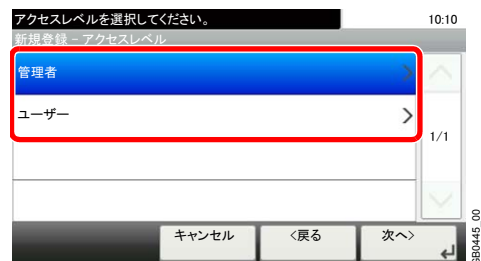 アクセスレベルを選択してください。 10:10
新規登録 - アクセスレベル
管理者
ユーザー
1/1
キャンセル <戻る 次へ>
GB0445_00